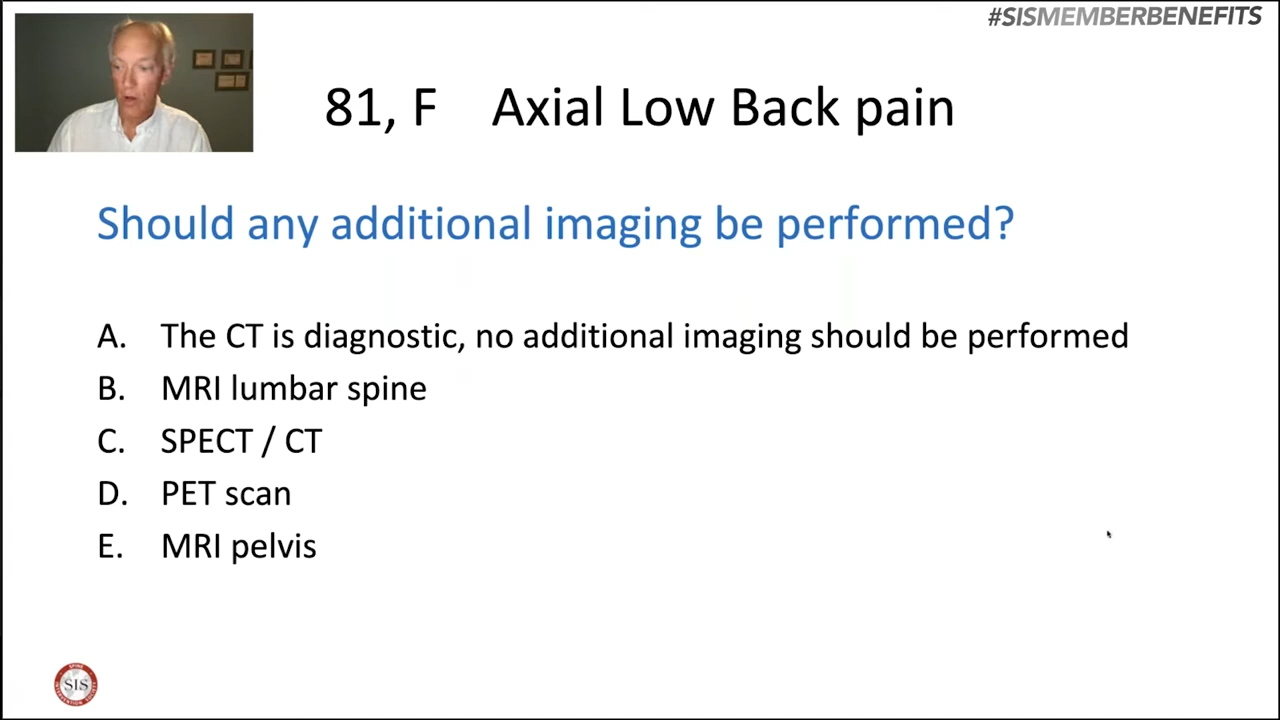 #SISMEMBERBENEFITS
81, F Axial Low Back pain
Should any additional imaging be performed?
A. The CT is diagnostic, no additional imaging should be performed
B. MRI lumbar spine
C. SPECT / CT
D. PET scan
E. MRI pelvis
SIS